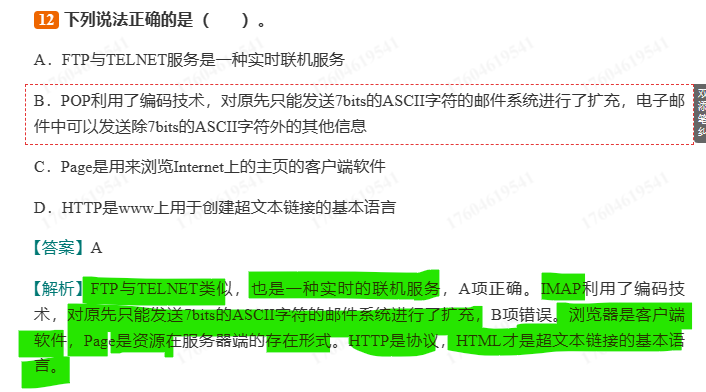 12 下列说法正确的是（ ）。
A．FTP与TELNET服务是一种实时联机服务
B．POP利用了编码技术，对原先只能发送7bits的ASCII字符的邮件系统进行了扩充，电子邮
件中可以发送除7bits的ASCII字符外的其他信息
C．Page是用来浏览Internet上的主页的客户端软件
D．HTTP是www上用于创建超文本链接的基本语言
【答案】A
【解析】FTP与TELNET类似，也是一种实时的联机服务，A项正确。IMAP利用了编码技
术，对原先只能发送7bits的ASCII字符的邮件系统进行了扩充，B项错误。浏览器是客户端
软件，Page是资源在服务器端的存在形式。HTTP是协议，HTML才是超文本链接的基本语
言。
双
添
笔
纠
17604619541